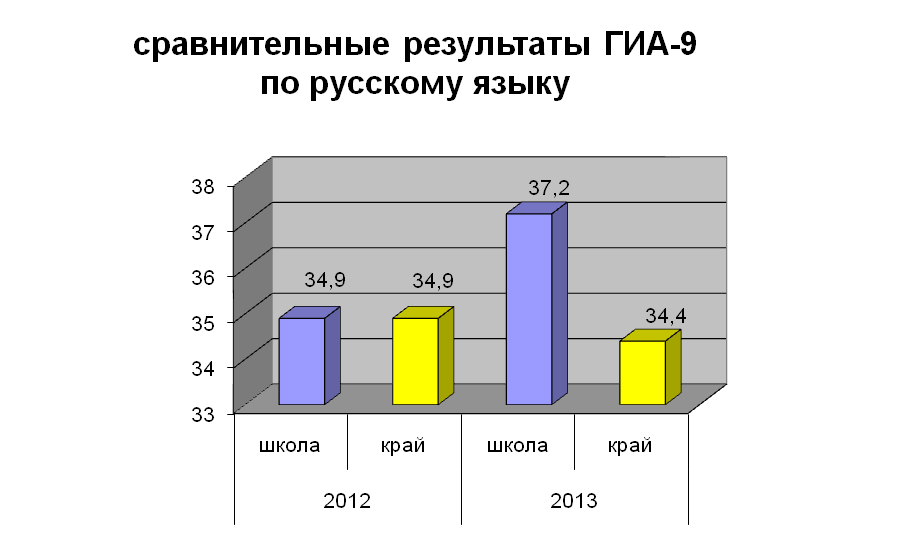 сравнительные результаты ГИА-9
по русскому языку
38
37
36
35
34
33
34,9
34,9
37,2
34,4
школа
край
школа
край
2012
2013